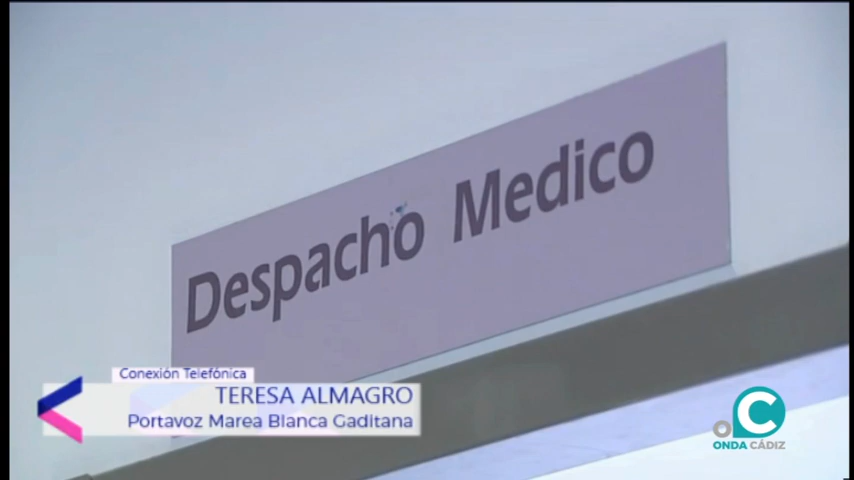 Despacho Medico
Conexión Telefónica
TERESA ALMAGRO
Portavoz Marea Blanca Gaditana
ONDA CÁDIZ